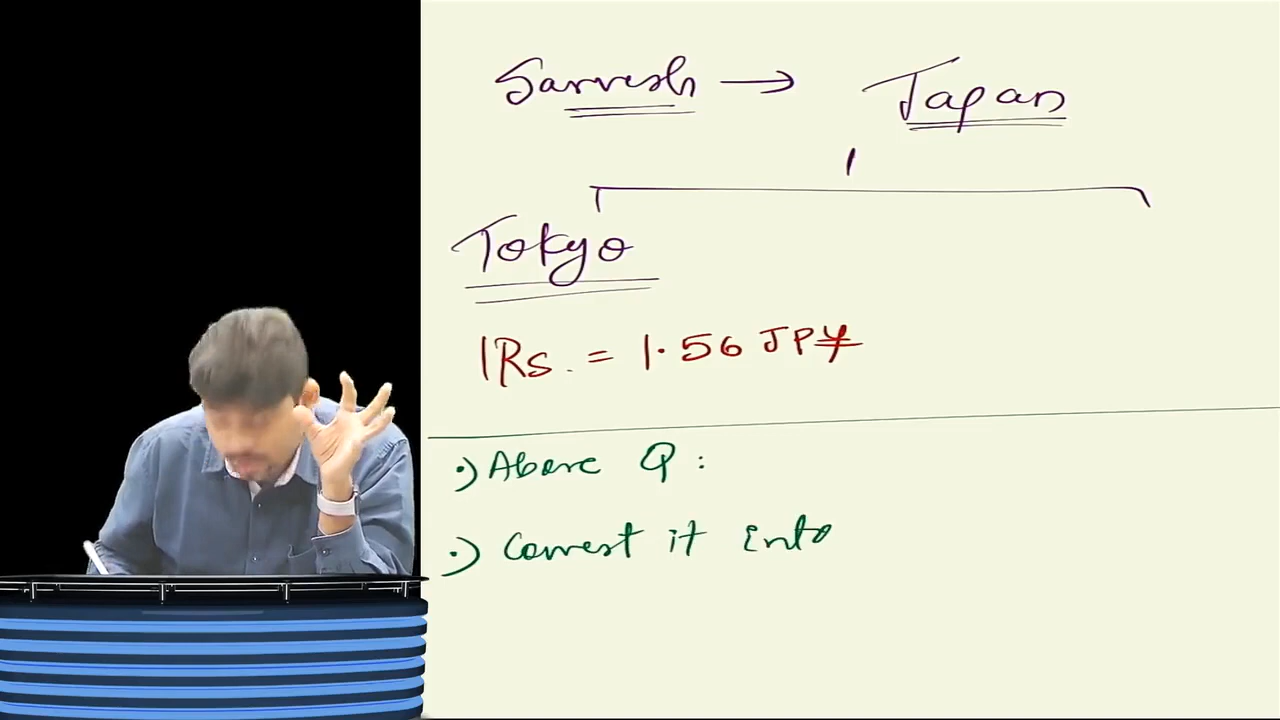 Sarvesh → Japan
Tokyo
1Rs. = 1.56 JP¥
•) Above Q :
•) Convert it into